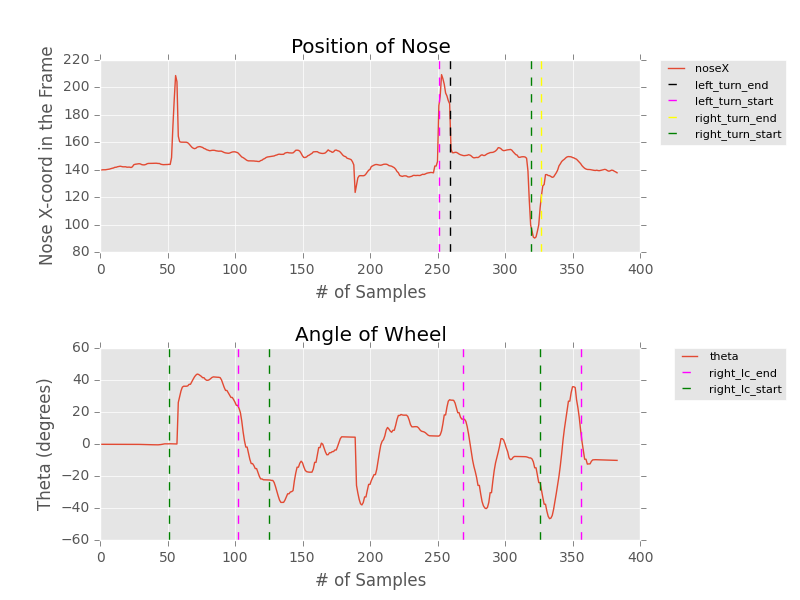 Position of Nose
Nose X-coord in the Frame
220
200
180
160
140
120
100
80
0 50 100 150 200 250 300 350 400
# of Samples
noseX
left_turn_end
left_turn_start
right_turn_end
right_turn_start
Angle of Wheel
Theta (degrees)
60
40
20
0
−20
−40
−60
0 50 100 150 200 250 300 350 400
# of Samples
theta
right_lc_end
right_lc_start